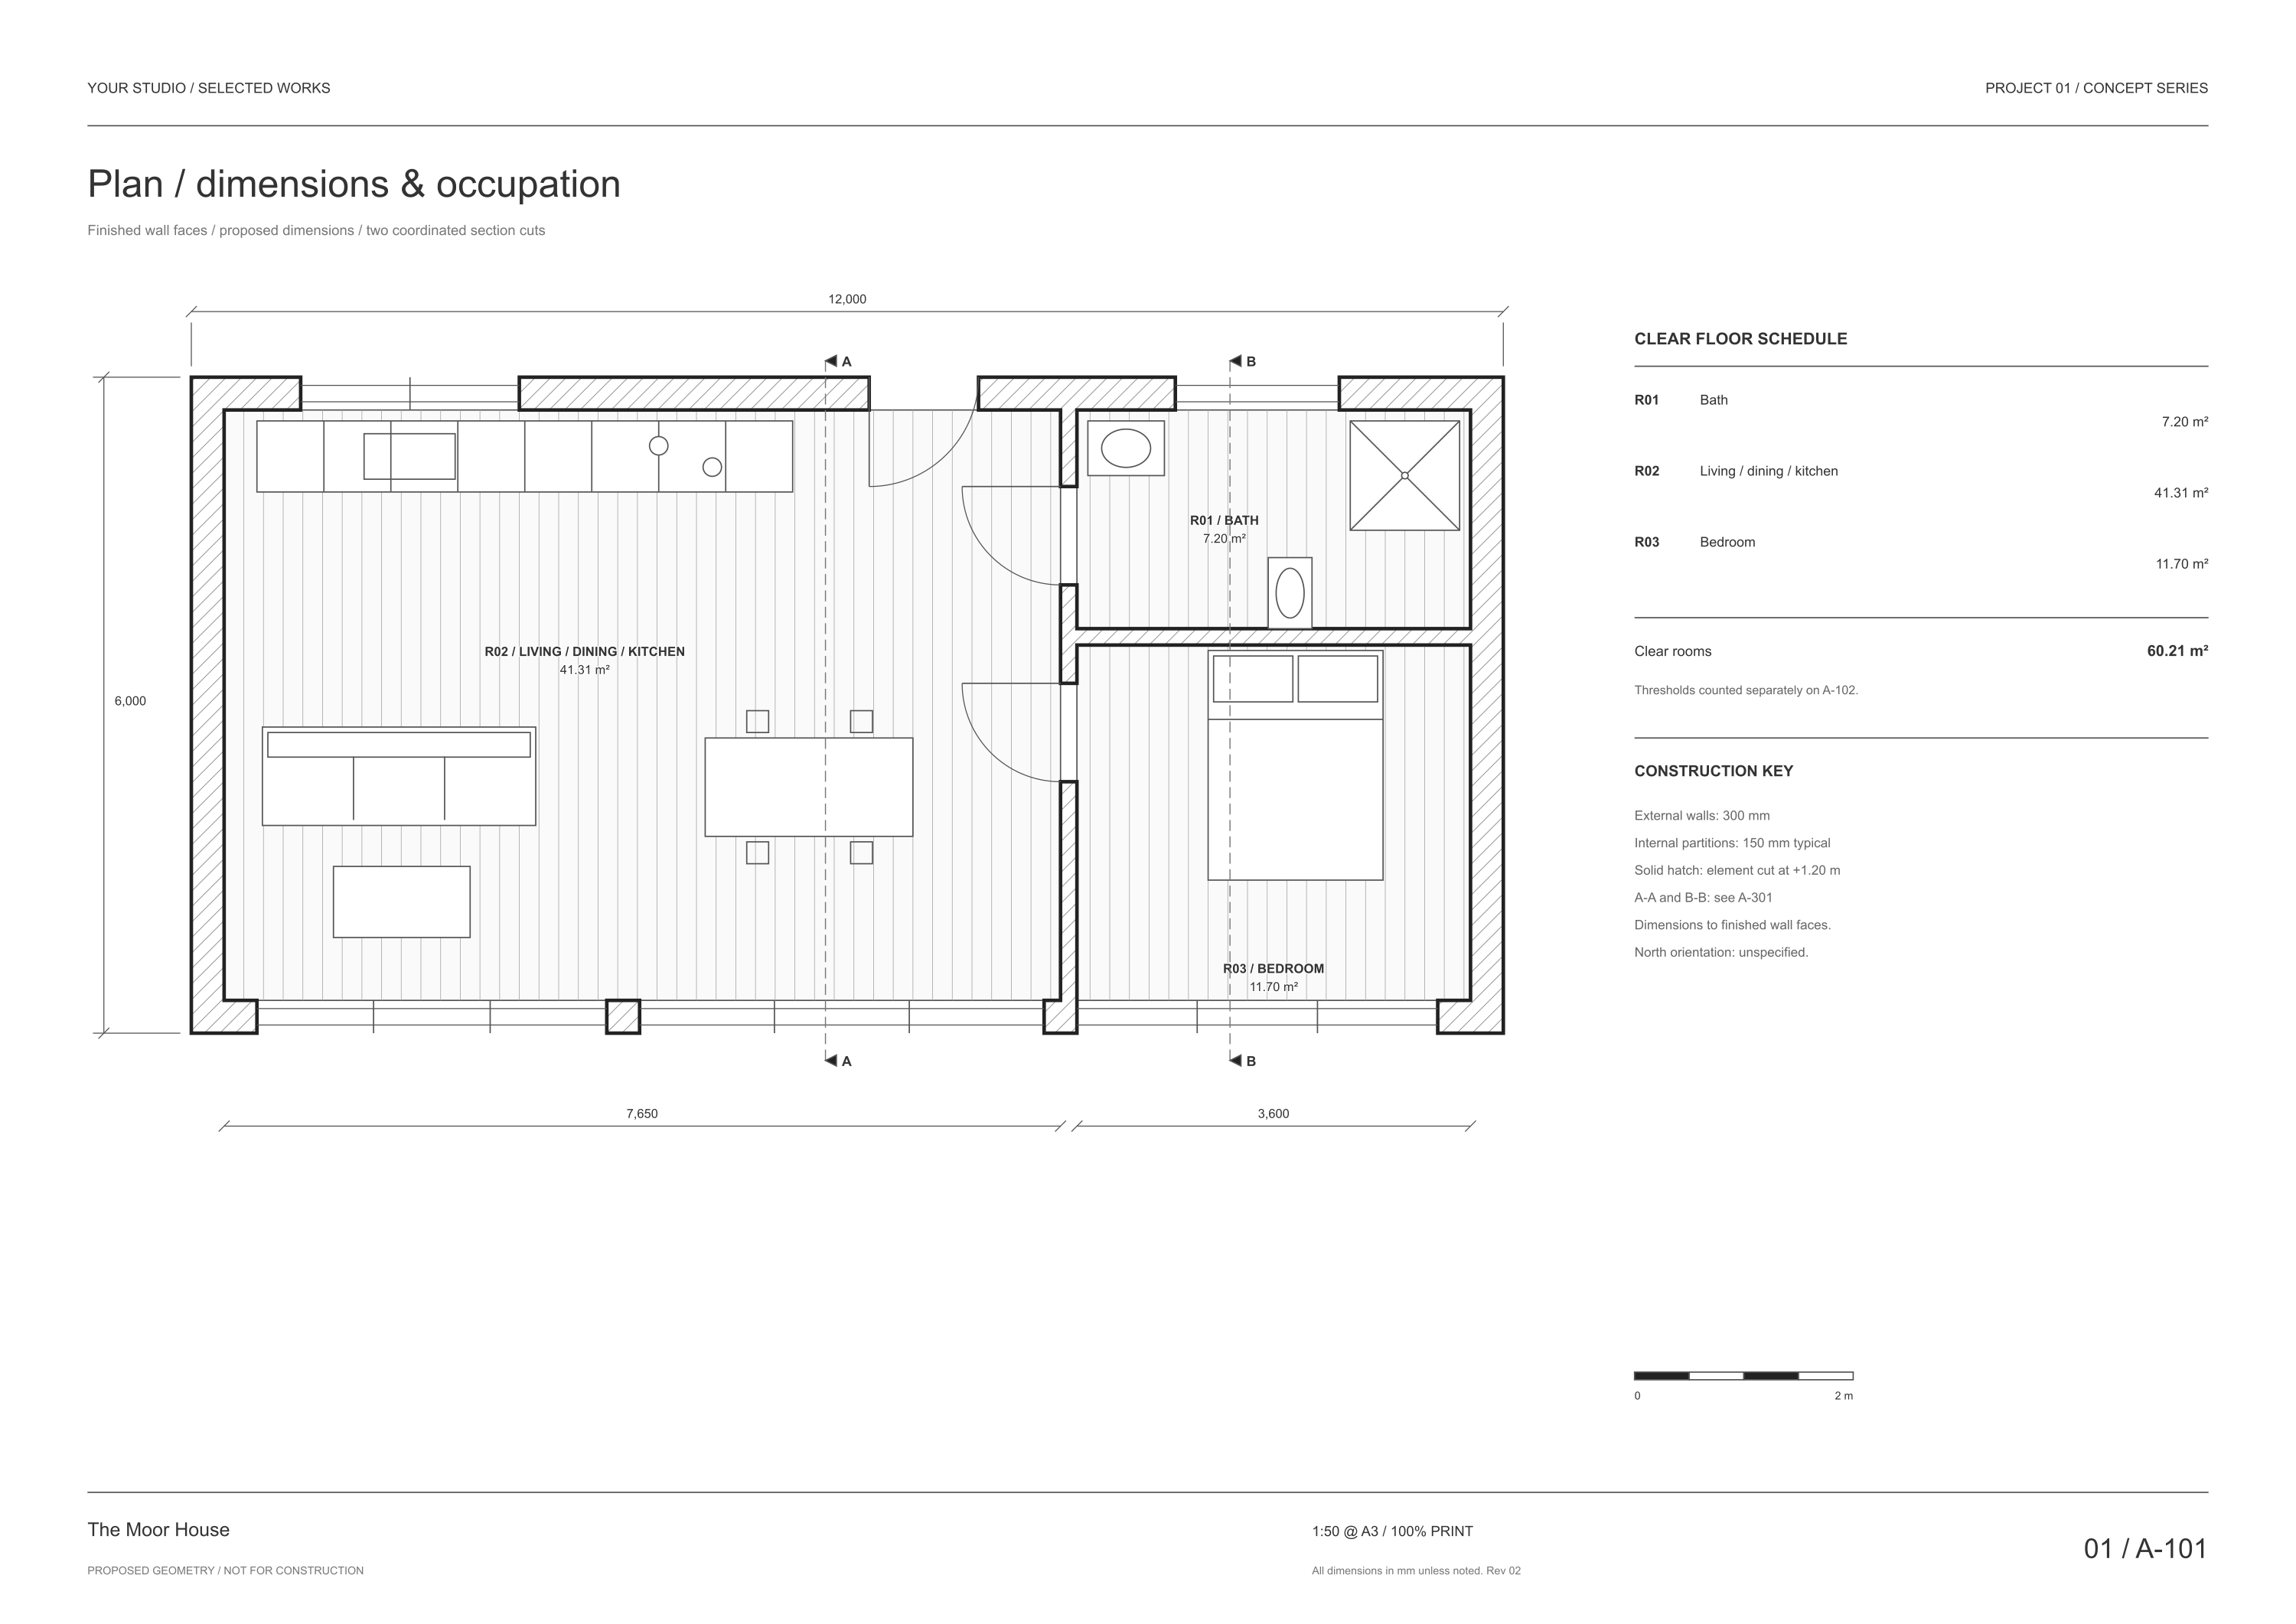 YOUR STUDIO / SELECTED WORKS
PROJECT 01 / CONCEPT SERIES
Plan / dimensions & occupation
Finished wall faces / proposed dimensions / two coordinated section cuts
12,000
A
B
6,000
R01 / BATH
7.20 m²
R02 / LIVING / DINING / KITCHEN
41.31 m²
R03 / BEDROOM
11.70 m²
A
B
7,650
3,600
CLEAR FLOOR SCHEDULE
R01 Bath
7.20 m²
R02 Living / dining / kitchen
41.31 m²
R03 Bedroom
11.70 m²
Clear rooms 60.21 m²
Thresholds counted separately on A-102.
CONSTRUCTION KEY
External walls: 300 mm
Internal partitions: 150 mm typical
Solid hatch: element cut at +1.20 m
A-A and B-B: see A-301
Dimensions to finished wall faces.
North orientation: unspecified.
0 2 m
The Moor House
PROPOSED GEOMETRY / NOT FOR CONSTRUCTION
1:50 @ A3 / 100% PRINT
All dimensions in mm unless noted. Rev 02
01 / A-101